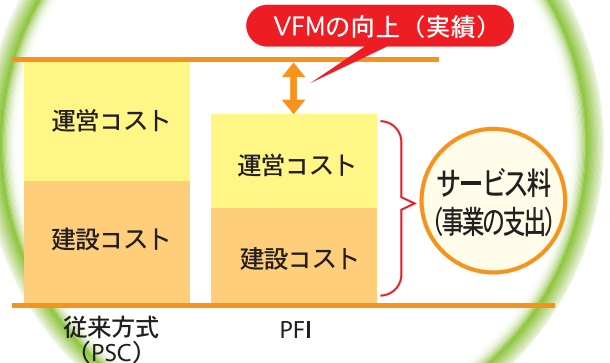 VFMの向上（実績）
運営コスト
運営コスト
建設コスト
建設コスト
サービス料
(事業の支出)
従来方式
（PSC）
PFI